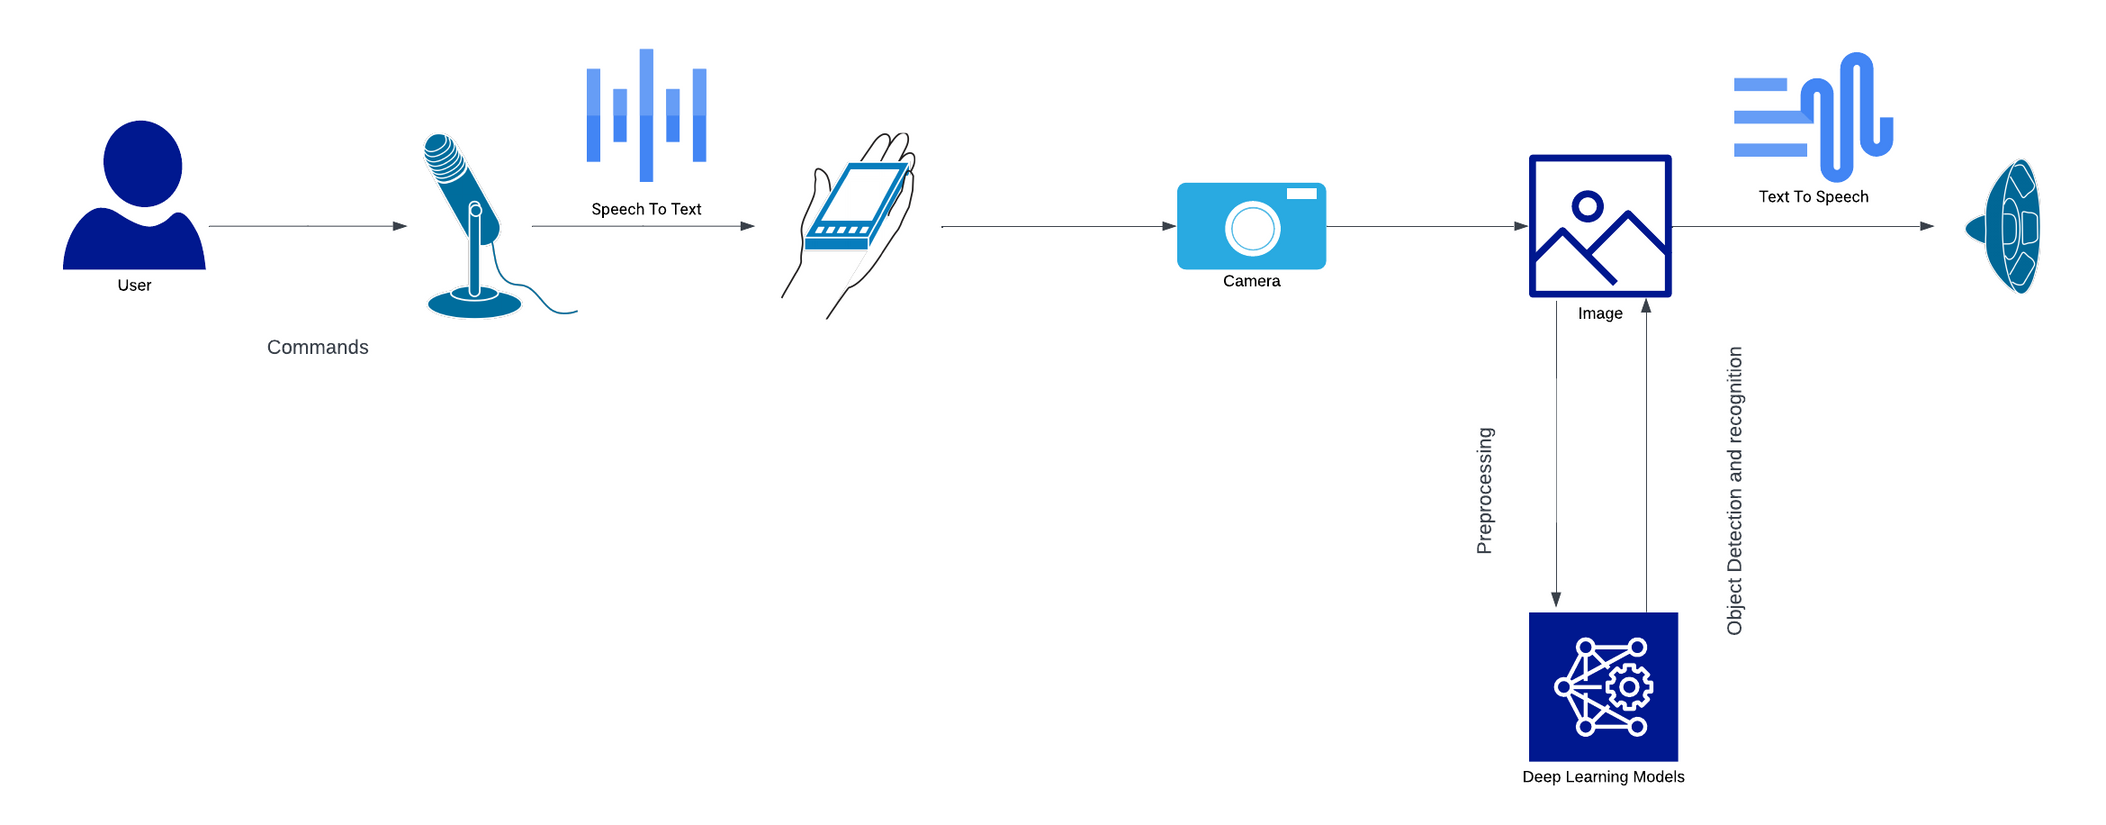 User
Commands
Speech To Text
Camera
Image
Text To Speech
Preprocessing
Object Detection and recognition
Deep Learning Models